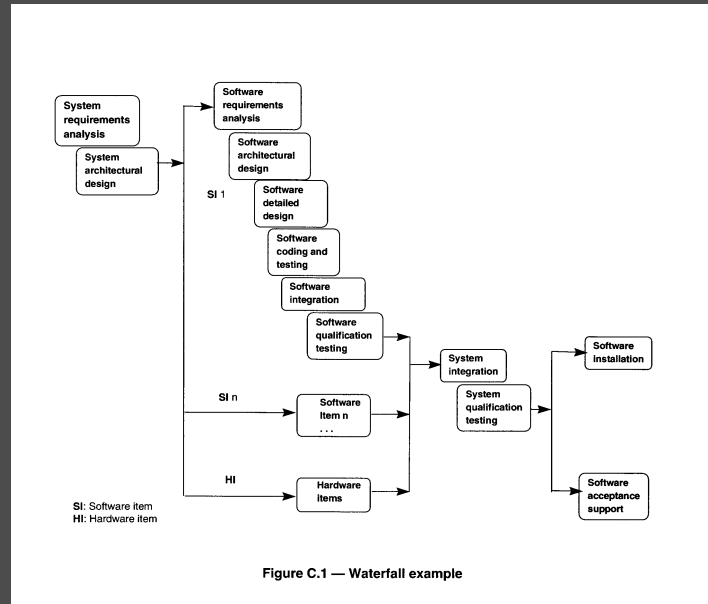 System
requirements
analysis
System
architectural
design
Software
requirements
analysis
Software
architectural
design
SI 1
Software
detailed
design
Software
coding and
testing
Software
integration
Software
qualification
testing
SI n
Software
Item n
...
HI
Hardware
items
System
integration
System
qualification
testing
Software
installation
Software
acceptance
support
SI: Software item
HI: Hardware item
Figure C.1 — Waterfall example